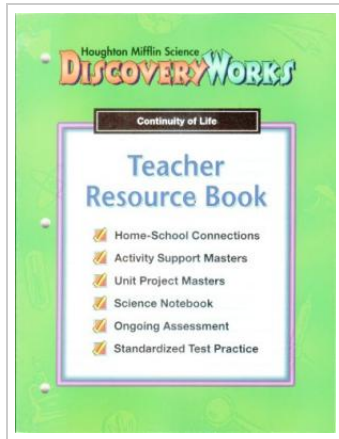 Houghton Mifflin Science
DISCOVERYWORKS
Continuity of Life
Teacher
Resource Book
Home-School Connections
Activity Support Masters
Unit Project Masters
Science Notebook
Ongoing Assessment
Standardized Test Practice